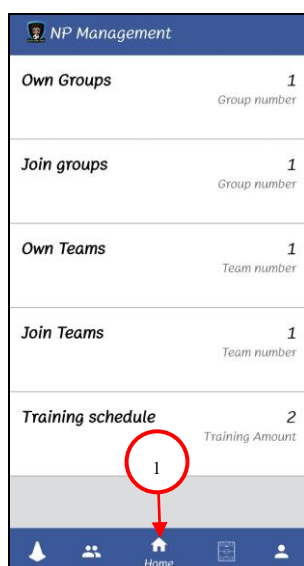 NP Management
Own Groups 1
Group number
Join groups 1
Group number
Own Teams 1
Team number
Join Teams 1
Team number
Training schedule 2
Training Amount
1
Home